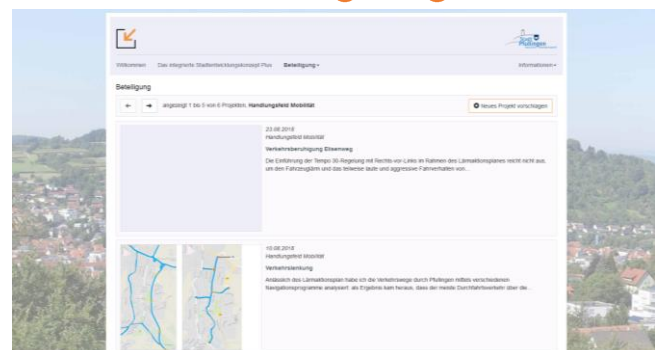 Stadt
Pfullingen
Willkommen Das integrierte Stadtentwicklungskonzept Plus Beteiligung
Informationen
Beteiligung
angezeigt 1 bis 5 von 6 Projekten, Handlungsfeld Mobilität
Neues Projekt vorschlagen
23.08.2018
Handlungsfeld Mobilität
Verkehrsberuhigung Elisenweg
Die Einführung der Tempo 30-Regelung mit Rechts-vor-Links im Rahmen des Lärmaktionsplanes reicht nicht aus,
um den Fahrzeuglärm und das teilweise laute und aggressive Fahrverhalten von...
10.08.2018
Handlungsfeld Mobilität
Verkehrslenkung
Anlässlich des Lärmaktionsplan habe ich die Verkehrswege durch Pfullingen mittels verschiedenen
Navigationsprogramme analysiert. als Ergebnis kam heraus, dass der meiste Durchfahrtsverkehr über die...